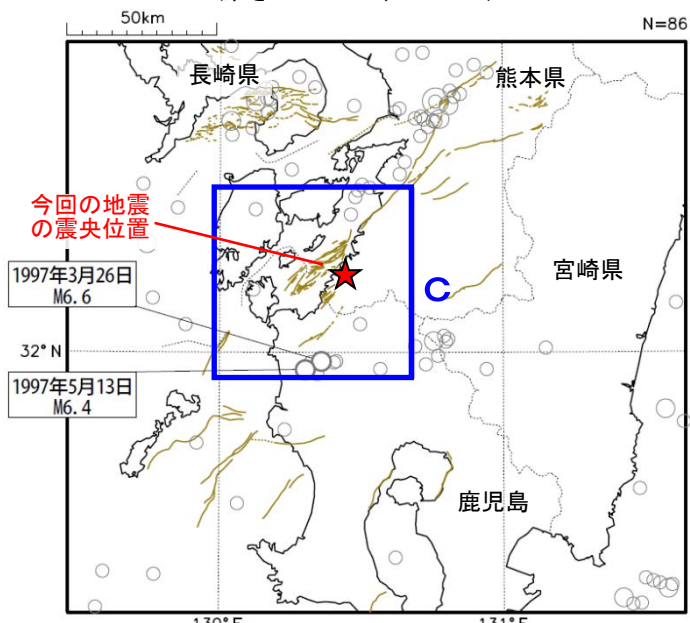 50km
N=86
長崎県
熊本県
今回の地震
の震央位置
1997年3月26日
M6.6
宮崎県
C
32°N
1997年5月13日
M6.4
鹿児島
130°E
131°E